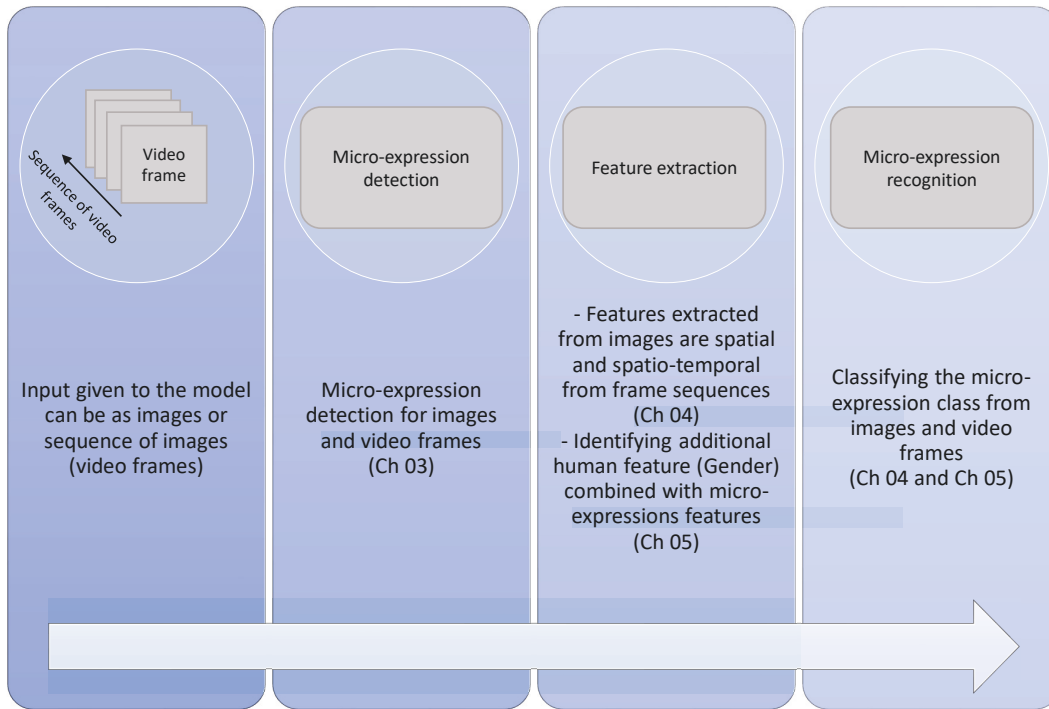 Video
frame
Sequence of video
frames
Input given to the model
can be as images or
sequence of images
(video frames)
Micro-expression
detection
Micro-expression
detection for images
and video frames
(Ch 03)
Feature extraction
- Features extracted
from images are spatial
and spatio-temporal
from frame sequences
(Ch 04)
- Identifying additional
human feature (Gender)
combined with micro-
expressions features
(Ch 05)
Micro-expression
recognition
Classifying the micro-
expression class from
images and video
frames
(Ch 04 and Ch 05)